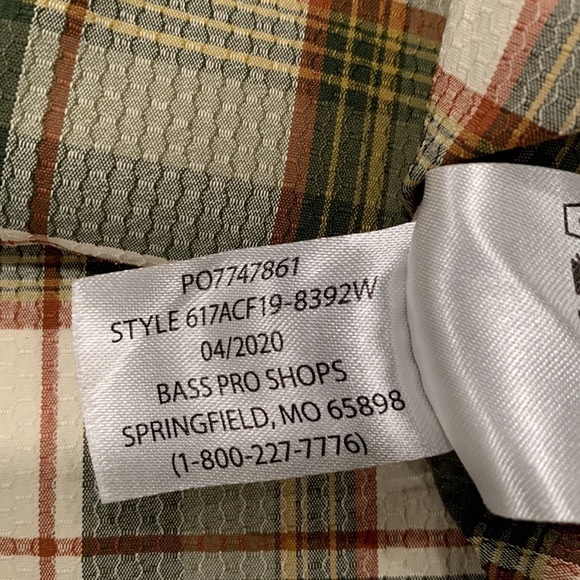 PO7747861
STYLE 617ACF19-8392W
04/2020
BASS PRO SHOPS
SPRINGFIELD, MO 65898
(1-800-227-7776)